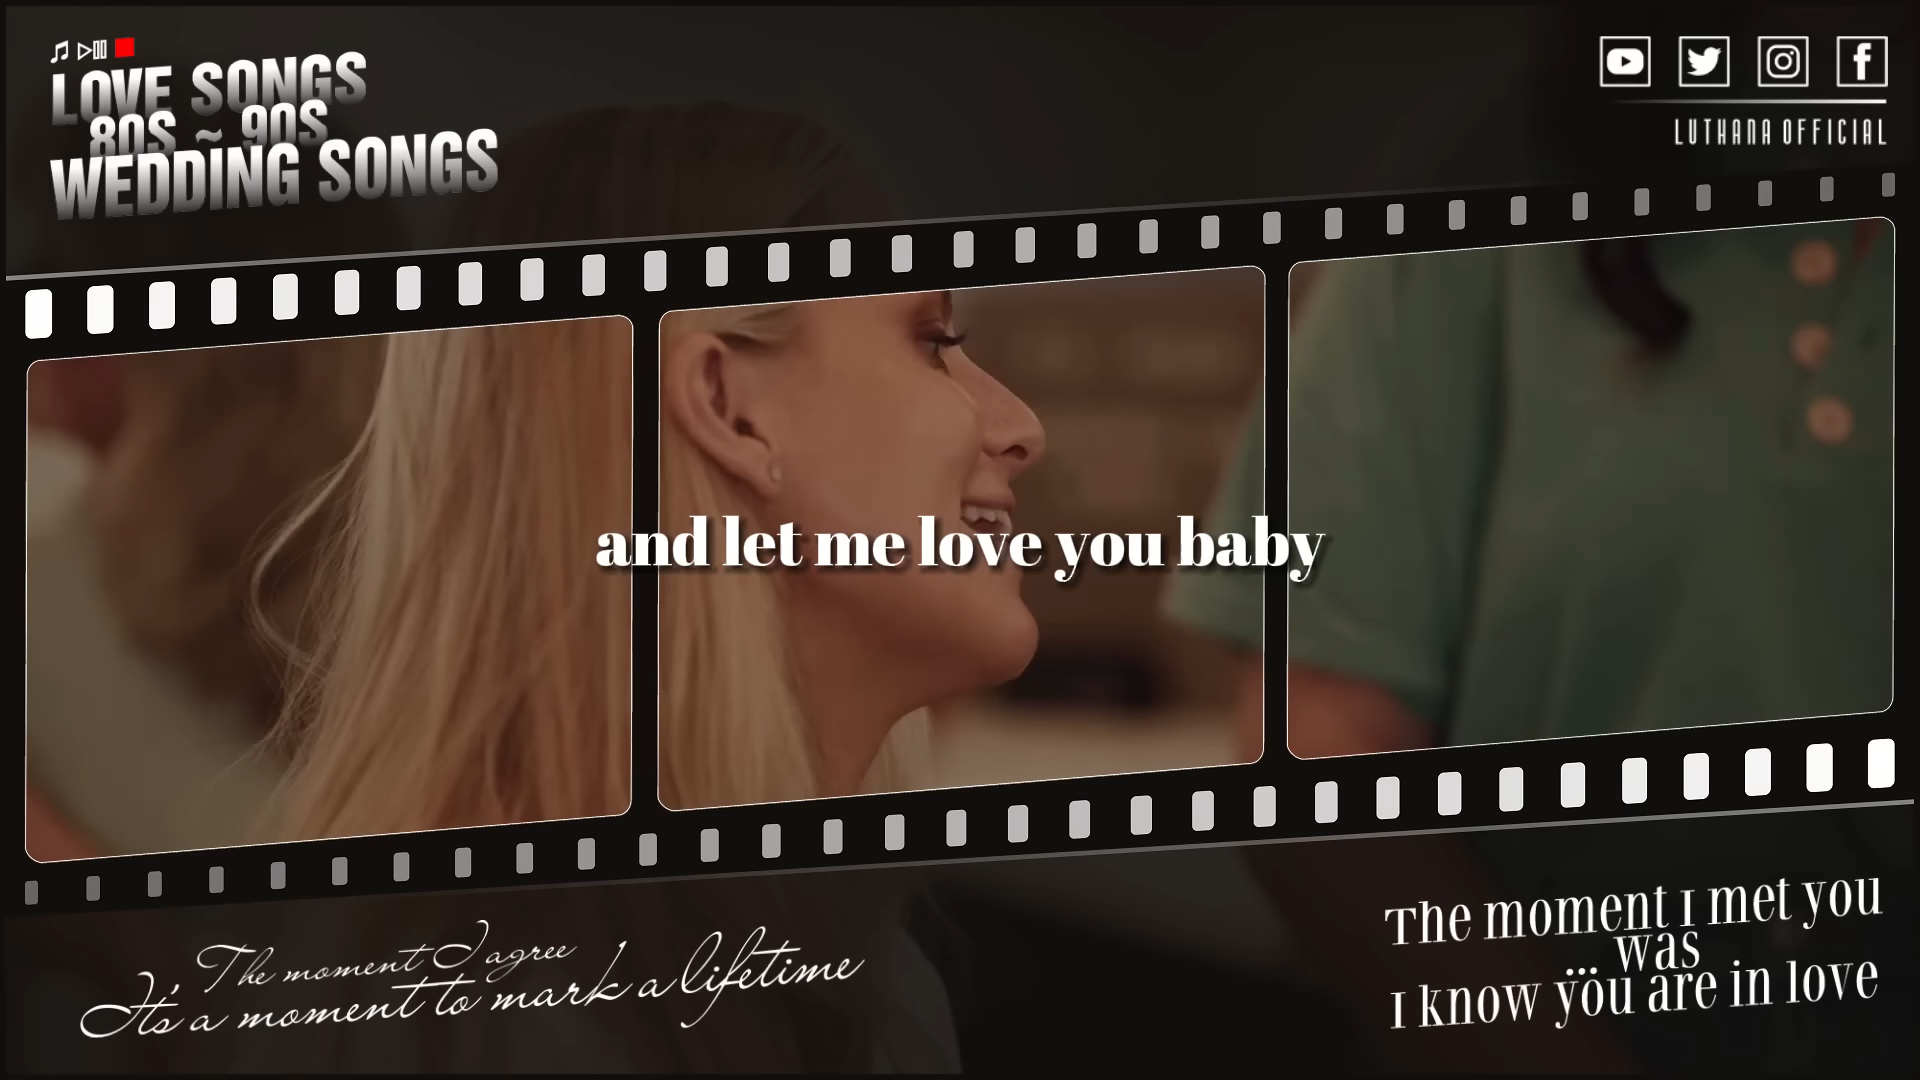 LOVE SONGS
80S ~ 90S
WEDDING SONGS
LUTHANA OFFICIAL
and let me love you baby
The moment I agree
It's a moment to mark a lifetime
The moment I met you
was...
I know you are in love